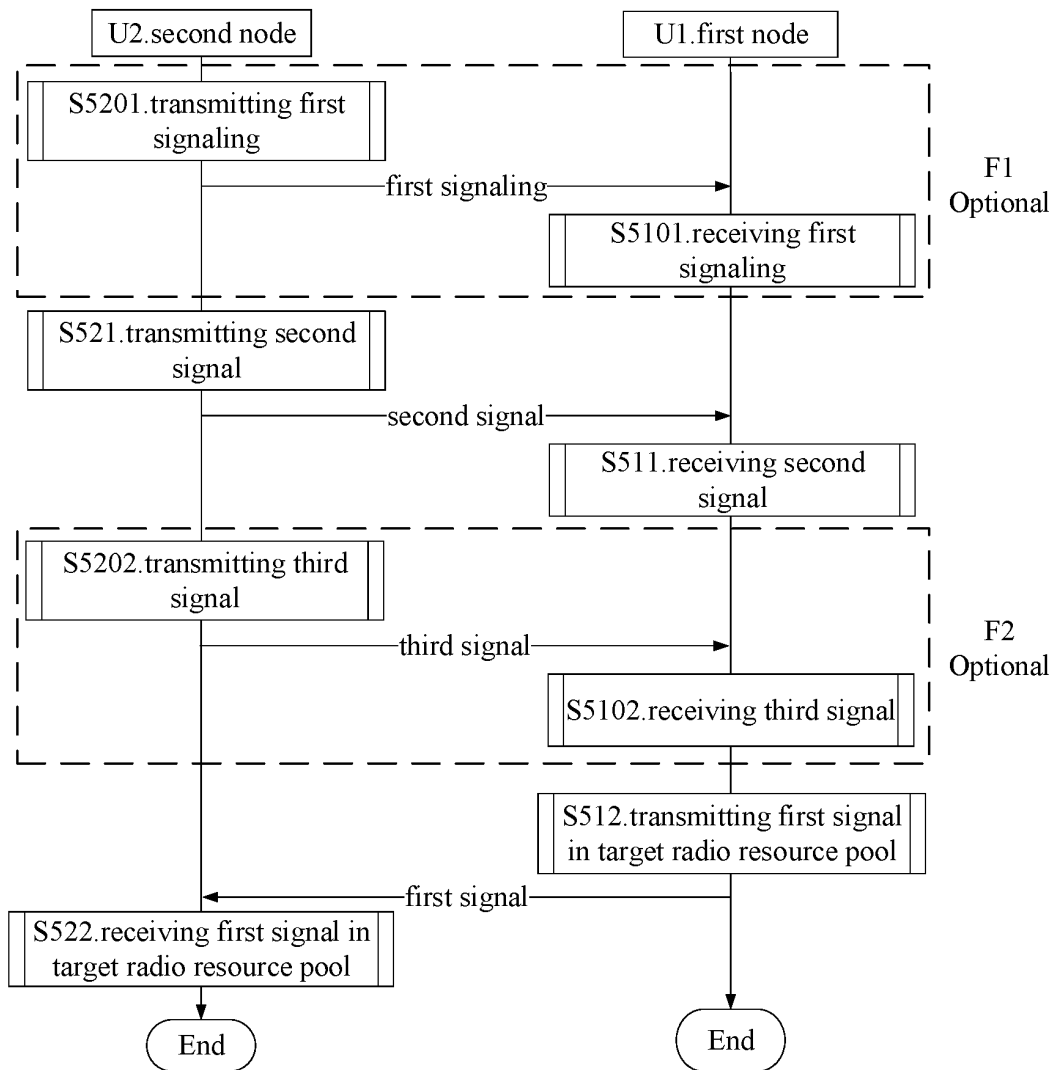 U2.second node
U1.first node
S5201.transmitting first
signaling
first signaling
F1
Optional
S5101.receiving first
signaling
S521.transmitting second
signal
second signal
S511.receiving second
signal
S5202.transmitting third
signal
third signal
F2
Optional
S5102.receiving third signal
S512.transmitting first signal
in target radio resource pool
first signal
S522.receiving first signal in
target radio resource pool
End
End